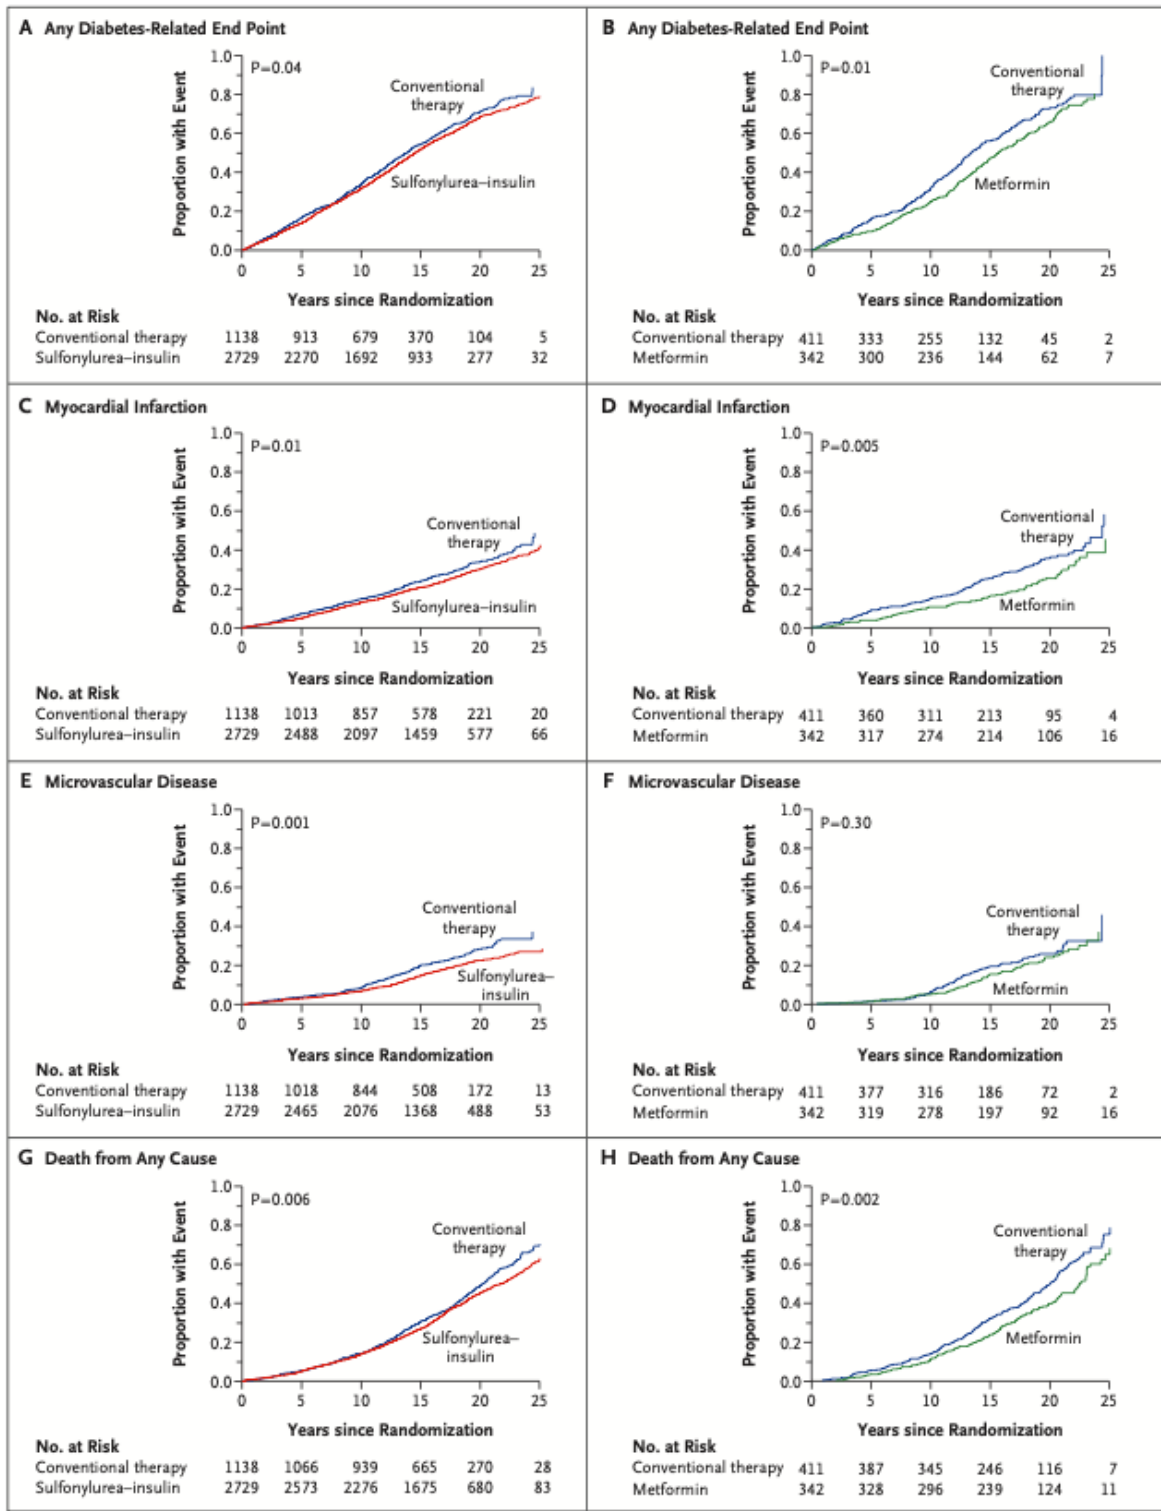 A Any Diabetes-Related End Point
1.0
P=0.04
0.8
0.6
0.4
0.2
0.0
Proportion with Event
Conventional
therapy
Sulfonylurea–insulin
0 5 10 15 20 25
Years since Randomization
No. at Risk
Conventional therapy 1138 913 679 370 104 5
Sulfonylurea–insulin 2729 2270 1692 933 277 32
B Any Diabetes-Related End Point
1.0
P=0.01
0.8
0.6
0.4
0.2
0.0
Proportion with Event
Conventional
therapy
Metformin
0 5 10 15 20 25
Years since Randomization
No. at Risk
Conventional therapy 411 333 255 132 45 2
Metformin 342 300 236 144 62 7
C Myocardial Infarction
1.0
P=0.01
0.8
0.6
0.4
0.2
0.0
Proportion with Event
Conventional
therapy
Sulfonylurea–insulin
0 5 10 15 20 25
Years since Randomization
No. at Risk
Conventional therapy 1138 1013 857 578 221 20
Sulfonylurea–insulin 2729 2488 2097 1459 577 66
D Myocardial Infarction
1.0
P=0.005
0.8
0.6
0.4
0.2
0.0
Proportion with Event
Conventional
therapy
Metformin
0 5 10 15 20 25
Years since Randomization
No. at Risk
Conventional therapy 411 360 311 213 95 4
Metformin 342 317 274 214 106 16
E Microvascular Disease
1.0
P=0.001
0.8
0.6
0.4
0.2
0.0
Proportion with Event
Conventional
therapy
Sulfonylurea–
insulin
0 5 10 15 20 25
Years since Randomization
No. at Risk
Conventional therapy 1138 1018 844 508 172 13
Sulfonylurea–insulin 2729 2465 2076 1368 488 53
F Microvascular Disease
1.0
P=0.30
0.8
0.6
0.4
0.2
0.0
Proportion with Event
Conventional
therapy
Metformin
0 5 10 15 20 25
Years since Randomization
No. at Risk
Conventional therapy 411 377 316 186 72 2
Metformin 342 319 278 197 92 16
G Death from Any Cause
1.0
P=0.006
0.8
0.6
0.4
0.2
0.0
Proportion with Event
Conventional
therapy
Sulfonylurea–
insulin
0 5 10 15 20 25
Years since Randomization
No. at Risk
Conventional therapy 1138 1066 939 665 270 28
Sulfonylurea–insulin 2729 2573 2276 1675 680 83
H Death from Any Cause
1.0
P=0.002
0.8
0.6
0.4
0.2
0.0
Proportion with Event
Conventional
therapy
Metformin
0 5 10 15 20 25
Years since Randomization
No. at Risk
Conventional therapy 411 387 345 246 116 7
Metformin 342 328 296 239 124 11